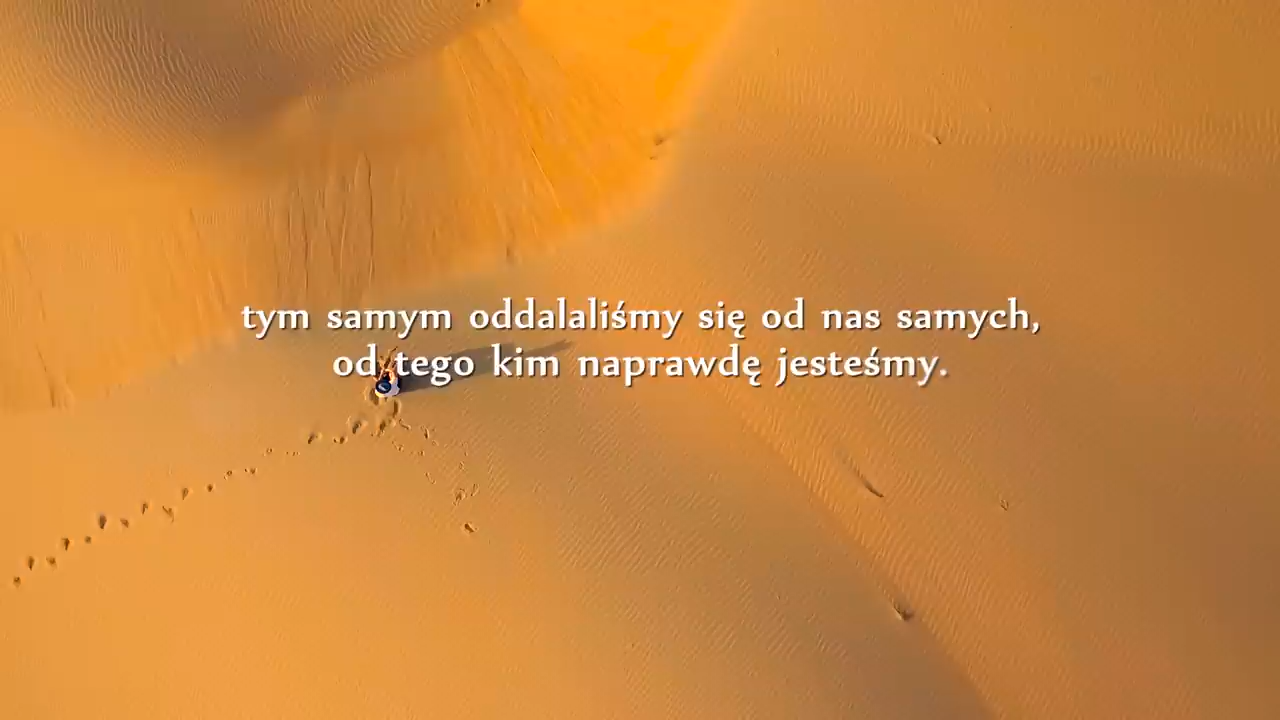 tym samym oddalaliśmy się od nas samych,
od tego kim naprawdę jesteśmy.